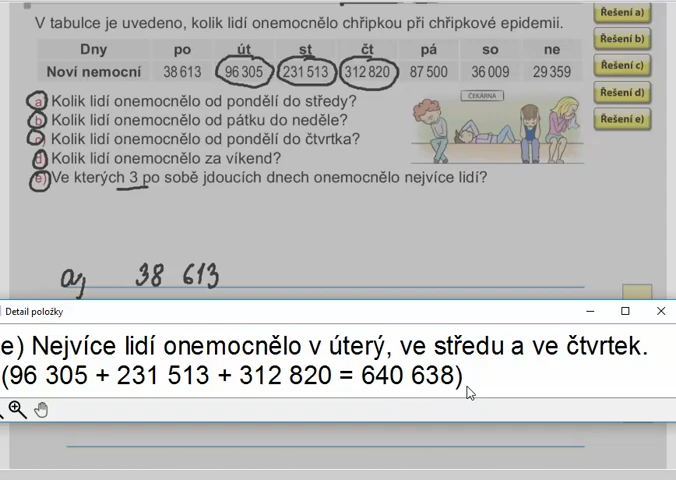 V tabulce je uvedeno, kolik lidí onemocnělo chřipkou při chřipkové epidemii.
Řešení a)
Řešení b)
Řešení c)
Řešení d)
Řešení e)
Dny po út st čt pá so ne
Noví nemocní 38 613 96 305 231 513 312 820 87 500 36 009 29 359
a) Kolik lidí onemocnělo od pondělí do středy?
b) Kolik lidí onemocnělo od pátku do neděle?
c) Kolik lidí onemocnělo od pondělí do čtvrtka?
d) Kolik lidí onemocnělo za víkend?
e) Ve kterých 3 po sobě jdoucích dnech onemocnělo nejvíce lidí?
ČEKÁRNA
a) 38 613
Detail položky
e) Nejvíce lidí onemocnělo v úterý, ve středu a ve čtvrtek.
(96 305 + 231 513 + 312 820 = 640 638)